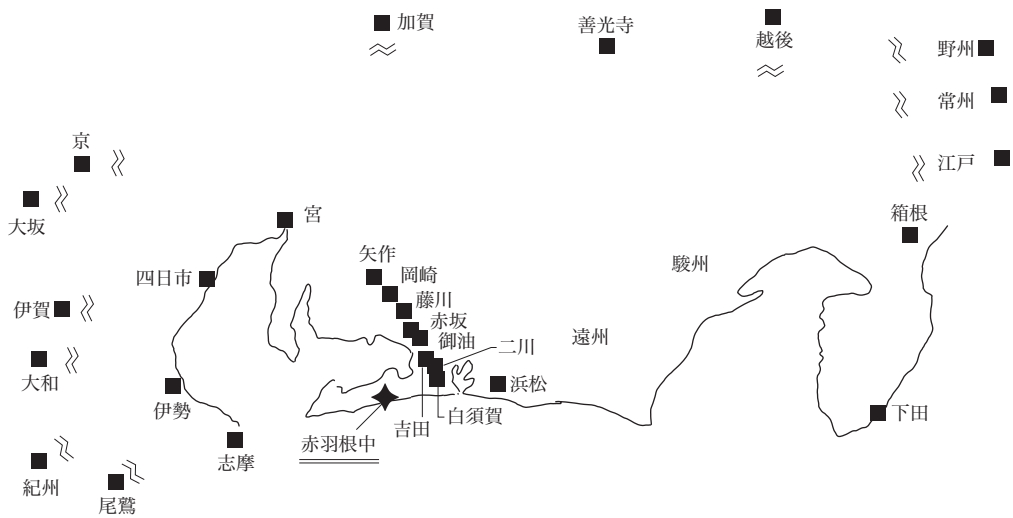 加賀
善光寺
越後
野州
常州
江戸
京
大坂
宮
箱根
四日市
矢作
岡崎
藤川
赤坂
御油
二川
駿州
遠州
伊賀
大和
伊勢
浜松
白須賀
吉田
赤羽根中
下田
志摩
紀州
尾鷲